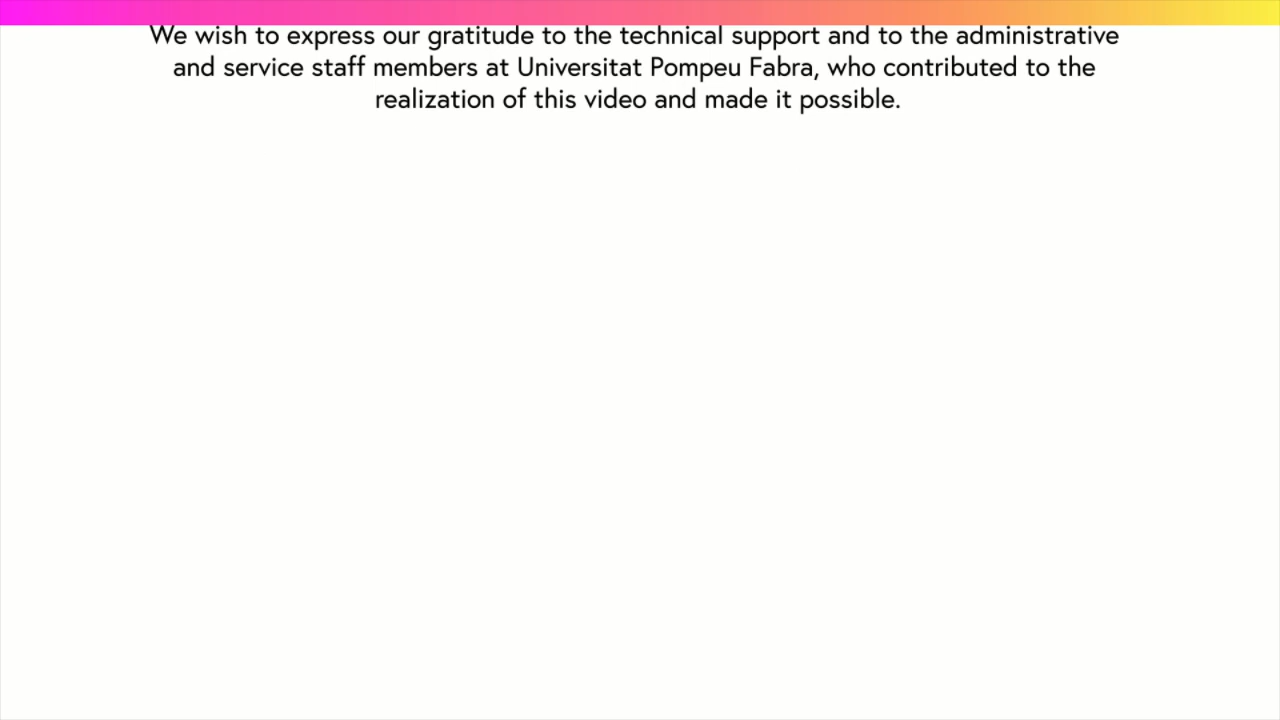 We wish to express our gratitude to the technical support and to the administrative
and service staff members at Universitat Pompeu Fabra, who contributed to the
realization of this video and made it possible.